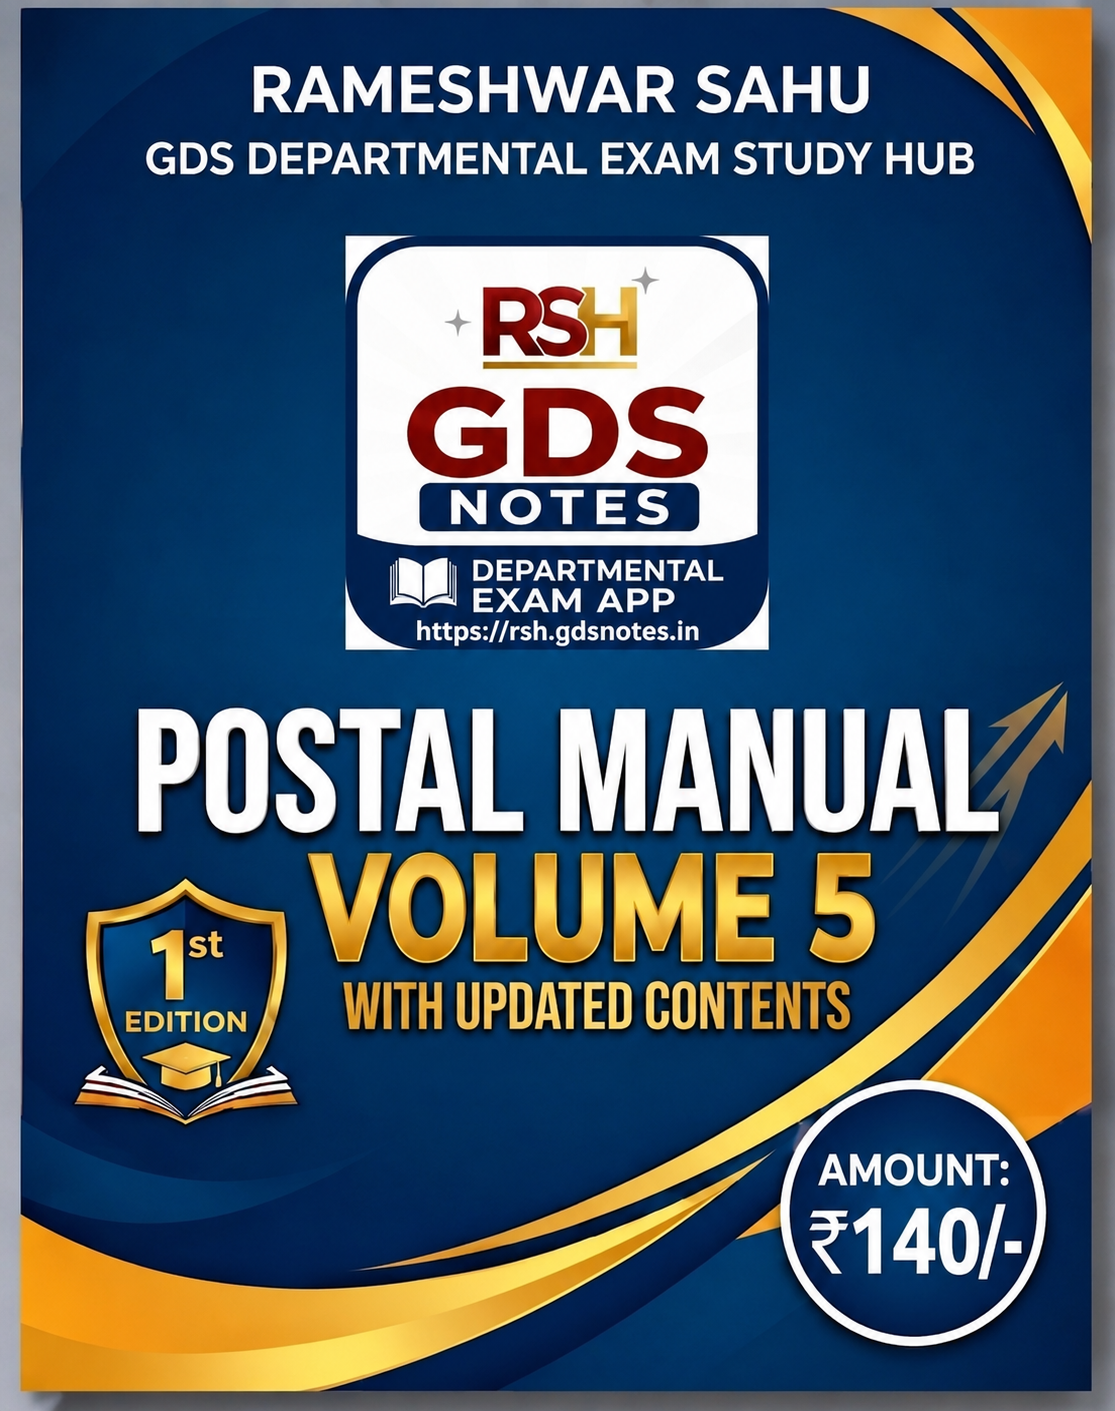 RAMESHWAR SAHU
GDS DEPARTMENTAL EXAM STUDY HUB
RSH
GDS
NOTES
DEPARTMENTAL
EXAM APP
https://rsh.gdsnotes.in
POSTAL MANUAL
VOLUME 5
WITH UPDATED CONTENTS
1st
EDITION
AMOUNT:
₹140/-